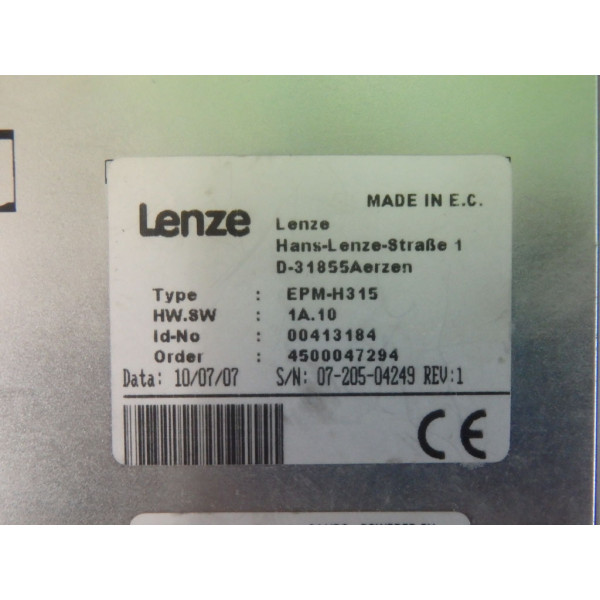 MADE IN E.C.
Lenze
Lenze
Hans-Lenze-Straße 1
D-31855Aerzen
Type : EPM-H315
HW.SW : 1A.10
Id-No : 00413184
Order : 4500047294
Data: 10/07/07 S/N: 07-205-04249 REV:1
CE